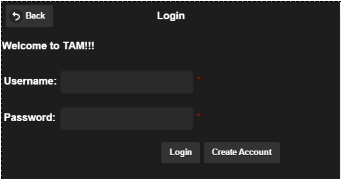 Back
Login
Welcome to TAM!!!
Username: *
Password: *
Login Create Account